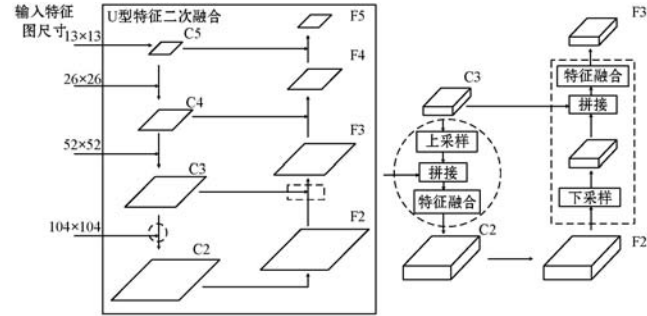 输入特征
图尺寸
U型特征二次融合
13×13
C5
F5
26×26
C4
F4
52×52
C3
F3
104×104
C2
F2
C3
上采样
拼接
特征融合
C2
F3
特征融合
拼接
下采样
F2